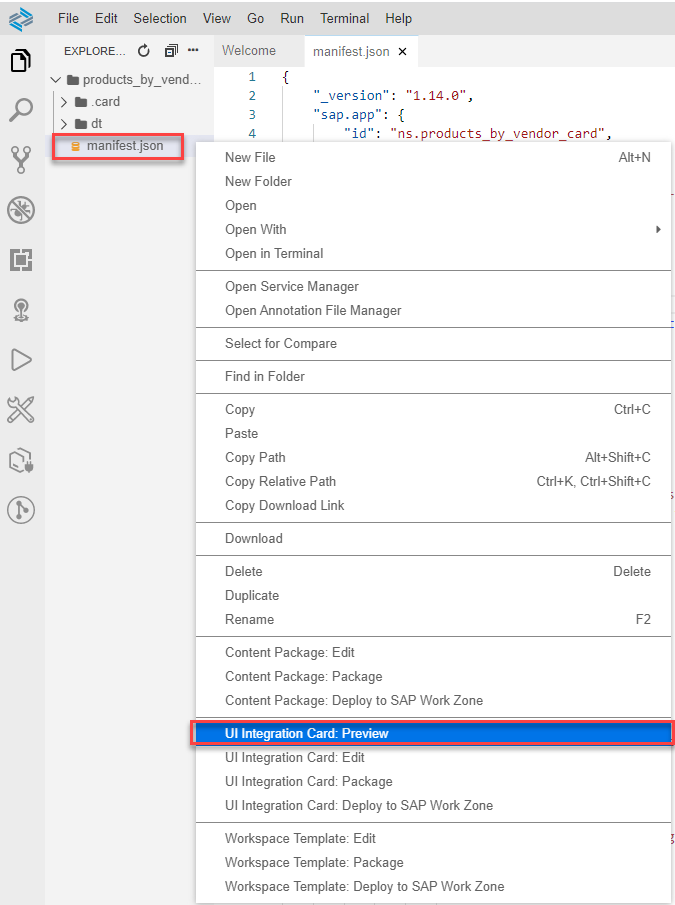 File Edit Selection View Go Run Terminal Help
EXPLORE... Welcome manifest.json
products_by_vend...
.card
dt
manifest.json
1 {
2 "_version": "1.14.0",
3 "sap.app": {
4 "id": "ns.products_by_vendor_card",
New File Alt+N
New Folder
Open
Open With
Open in Terminal
Open Service Manager
Open Annotation File Manager
Select for Compare
Find in Folder
Copy Ctrl+C
Paste
Copy Path Alt+Shift+C
Copy Relative Path Ctrl+K, Ctrl+Shift+C
Copy Download Link
Download
Delete Delete
Duplicate
Rename F2
Content Package: Edit
Content Package: Package
Content Package: Deploy to SAP Work Zone
UI Integration Card: Preview
UI Integration Card: Edit
UI Integration Card: Package
UI Integration Card: Deploy to SAP Work Zone
Workspace Template: Edit
Workspace Template: Package
Workspace Template: Deploy to SAP Work Zone